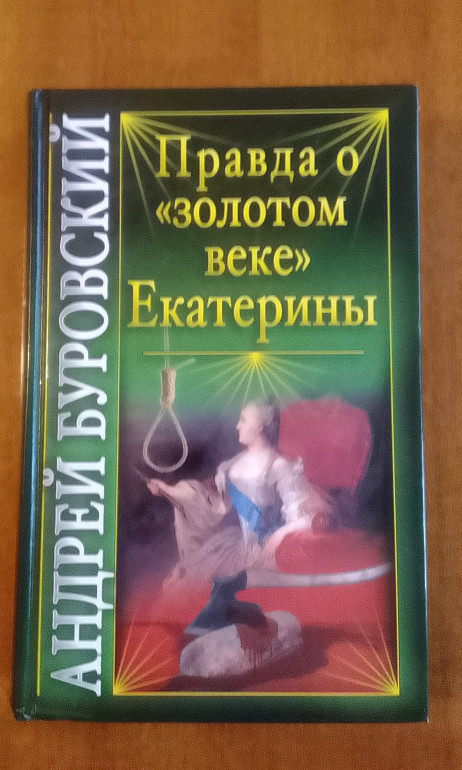 АНДРЕЙ БУРОВСКИЙ
Правда о
«золотом
веке»
Екатерины